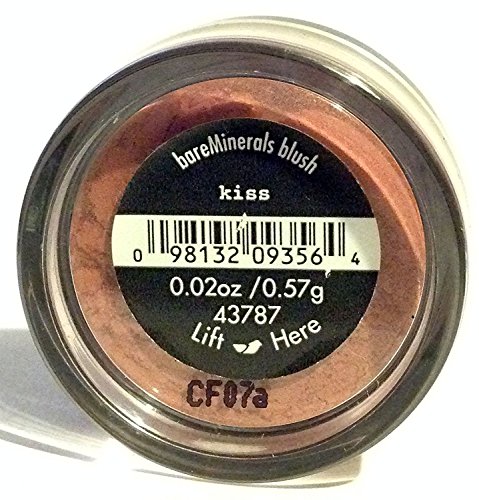 bareMinerals blush
kiss
0 98132 09356 4
0.02oz /0.57g
43787
Lift Here
CF07a